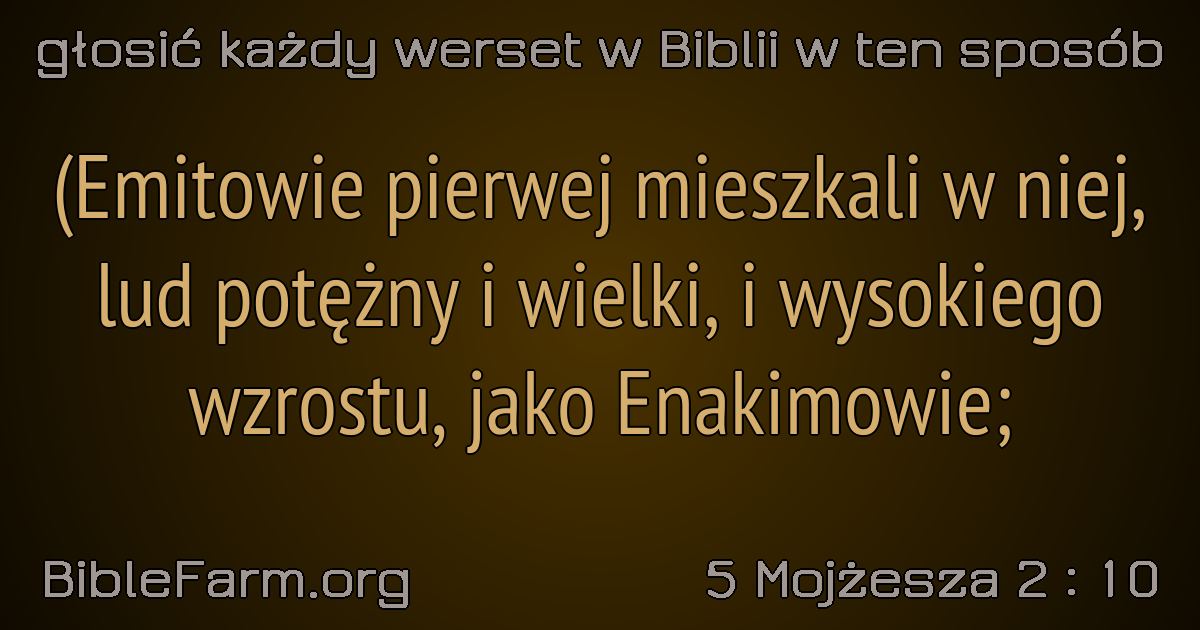 głosić każdy werset w Biblii w ten sposób
(Emitowie pierwej mieszkali w niej,
lud potężny i wielki, i wysokiego
wzrostu, jako Enakimowie;
BibleFarm.org
5 Mojżesza 2 : 10